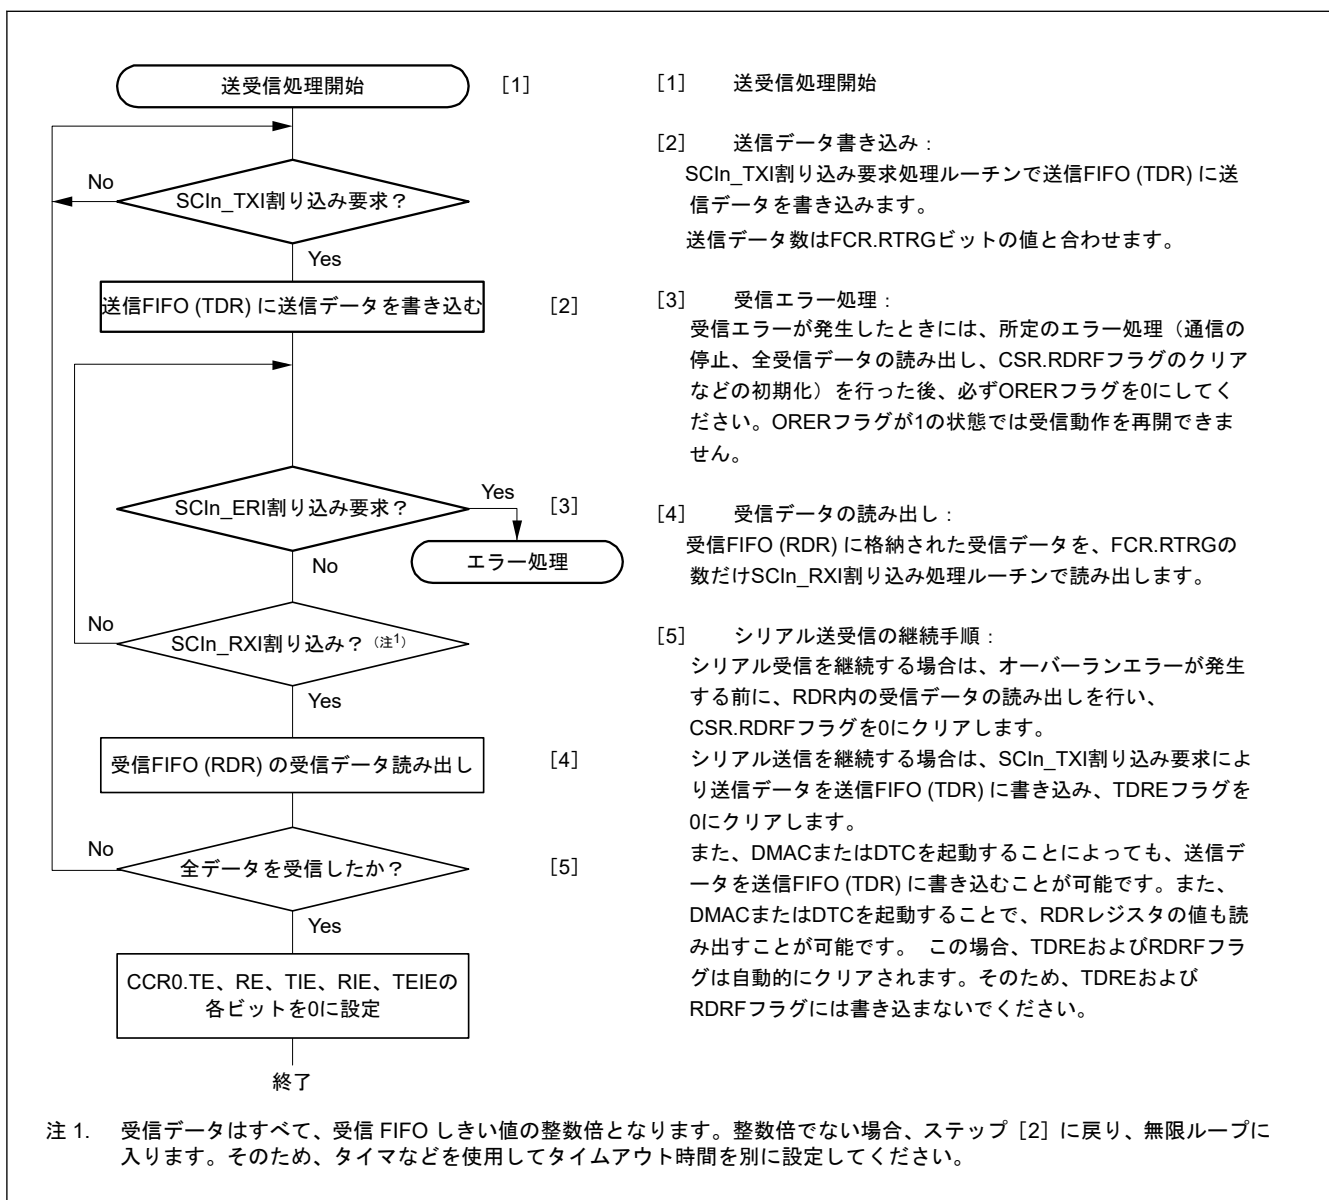 送受信処理開始 [1]
No
SCIn_TXI割り込み要求？
Yes
送信FIFO (TDR) に送信データを書き込む [2]
SCIn_ERI割り込み要求？
Yes
[3]
エラー処理
No
No
SCIn_RXI割り込み？（注1）
Yes
受信FIFO (RDR) の受信データ読み出し [4]
No
全データを受信したか？ [5]
Yes
CCR0.TE、RE、TIE、RIE、TEIEの
各ビットを0に設定
終了
[1] 送受信処理開始
[2] 送信データ書き込み：
SCIn_TXI割り込み要求処理ルーチンで送信FIFO (TDR) に送
信データを書き込みます。
送信データ数はFCR.RTRGビットの値と合わせます。
[3] 受信エラー処理：
受信エラーが発生したときには、所定のエラー処理（通信の
停止、全受信データの読み出し、CSR.RDRFフラグのクリア
などの初期化）を行った後、必ずORERフラグを0にしてく
ださい。ORERフラグが1の状態では受信動作を再開できま
せん。
[4] 受信データの読み出し：
受信FIFO (RDR) に格納された受信データを、FCR.RTRGの
数だけSCIn_RXI割り込み処理ルーチンで読み出します。
[5] シリアル送受信の継続手順：
シリアル受信を継続する場合は、オーバーランエラーが発生
する前に、RDR内の受信データの読み出しを行い、
CSR.RDRFフラグを0にクリアします。
シリアル送信を継続する場合は、SCIn_TXI割り込み要求によ
り送信データを送信FIFO (TDR) に書き込み、TDREフラグを
0にクリアします。
また、DMACまたはDTCを起動することによっても、送信デ
ータを送信FIFO (TDR) に書き込むことが可能です。また、
DMACまたはDTCを起動することで、RDRレジスタの値も読
み出すことが可能です。 この場合、TDREおよびRDRFフラ
グは自動的にクリアされます。そのため、TDREおよび
RDRFフラグには書き込まないでください。
注 1. 受信データはすべて、受信 FIFO しきい値の整数倍となります。整数倍でない場合、ステップ［2］に戻り、無限ループに
入ります。そのため、タイマなどを使用してタイムアウト時間を別に設定してください。